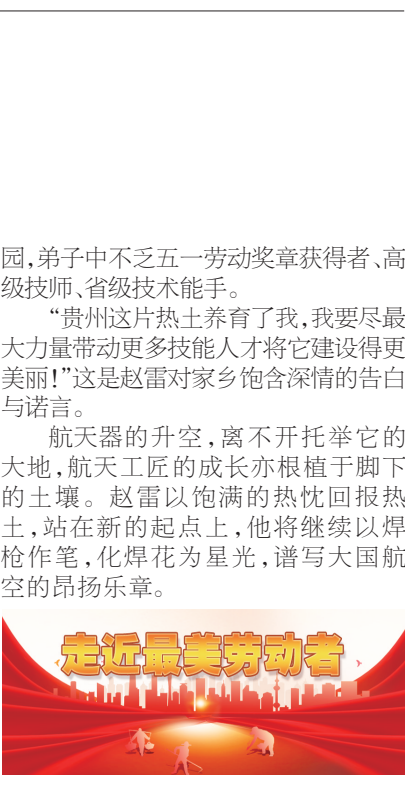 园,弟子中不乏五一劳动奖章获得者、高
级技师、省级技术能手。
“贵州这片热土养育了我,我要尽最
大力量带动更多技能人才将它建设得更
美丽!”这是赵雷对家乡饱含深情的告白
与诺言。
航天器的升空,离不开托举它的
大地,航天工匠的成长亦根植于脚下
的土壤。赵雷以饱满的热忱回报热
土,站在新的起点上,他将继续以焊
枪作笔,化焊花为星光,谱写大国航
空的昂扬乐章。
走近最美劳动者